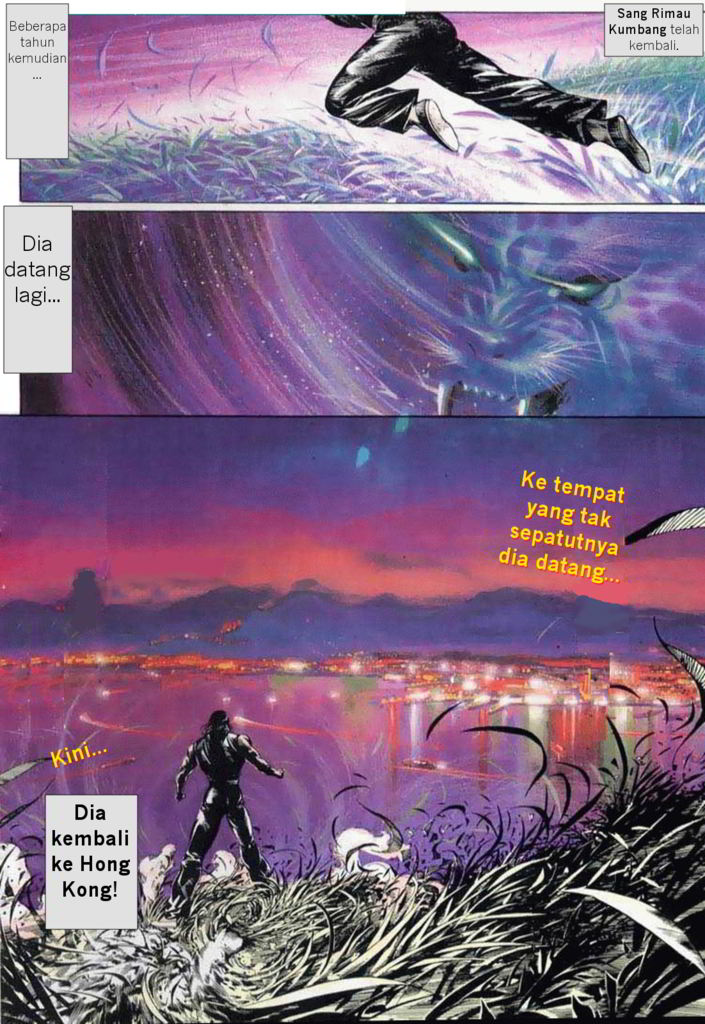 Beberapa
tahun
kemudian
...
Sang Rimau
Kumbang telah
kembali.
Dia
datang
lagi...
Ke tempat
yang tak
sepatutnya
dia datang...
Kini...
Dia
kembali
ke Hong
Kong!